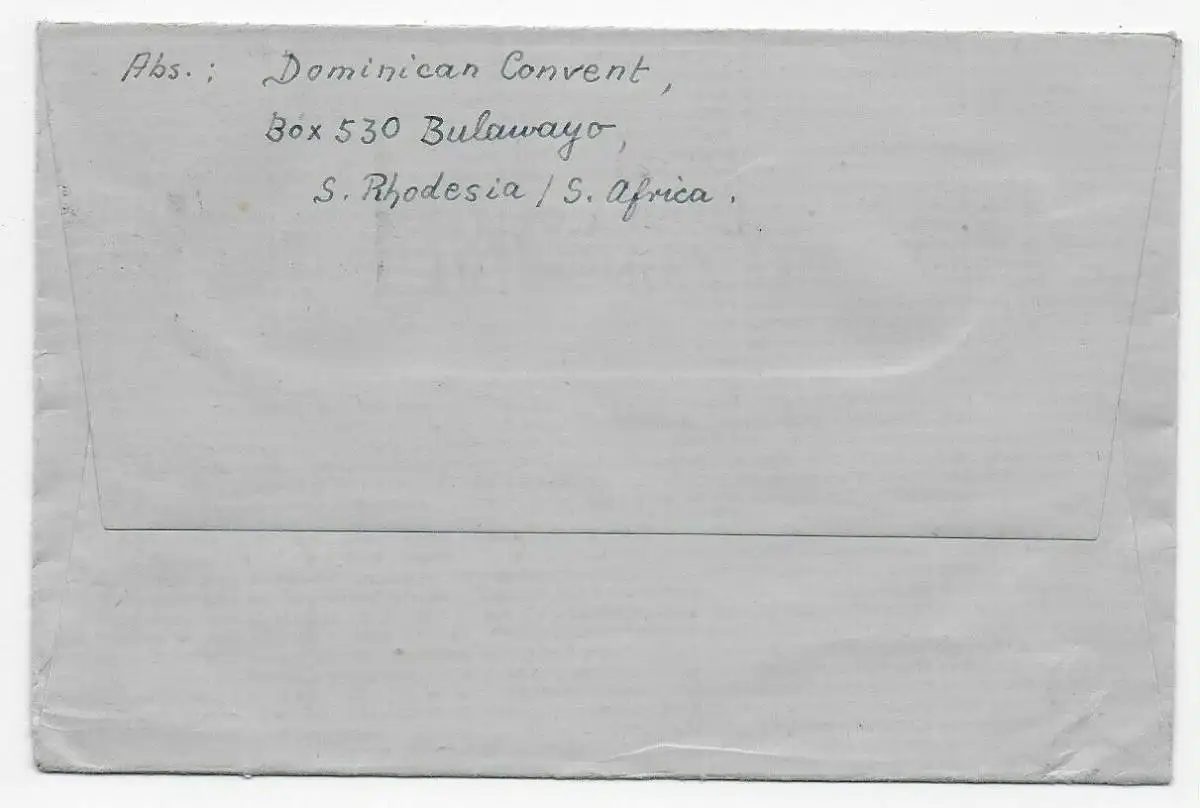 Abs.: Dominican Convent,
Box 530 Bulawayo,
S. Rhodesia / S. Africa.